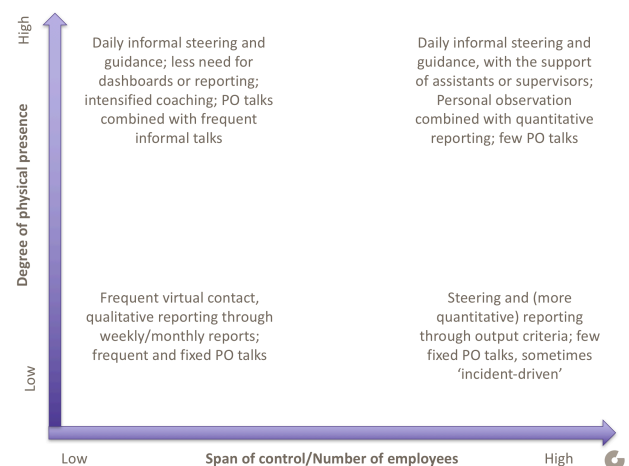 High
Degree of physical presence
Low
Daily informal steering and
guidance; less need for
dashboards or reporting;
intensified coaching; PO talks
combined with frequent
informal talks
Daily informal steering and
guidance, with the support
of assistants or supervisors;
Personal observation
combined with quantitative
reporting; few PO talks
Frequent virtual contact,
qualitative reporting through
weekly/monthly reports;
frequent and fixed PO talks
Steering and (more
quantitative) reporting
through output criteria; few
fixed PO talks, sometimes
‘incident-driven’
Low
Span of control/Number of employees
High